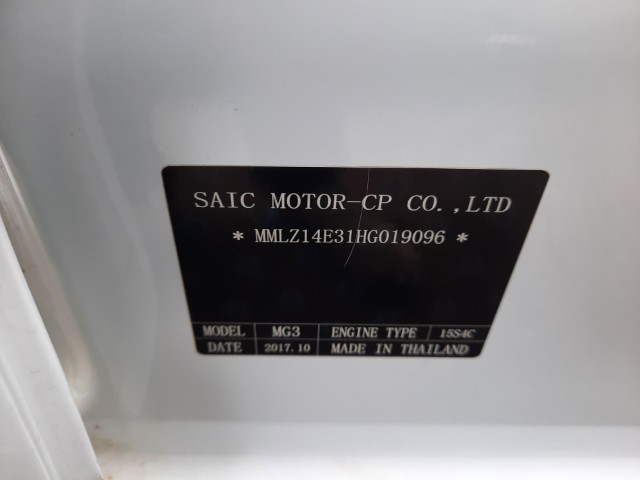 SAIC MOTOR-CP CO.,LTD
* MMLZ14E31HG019096 *
MODEL MG3 ENGINE TYPE 15S4C
DATE 2017.10 MADE IN THAILAND